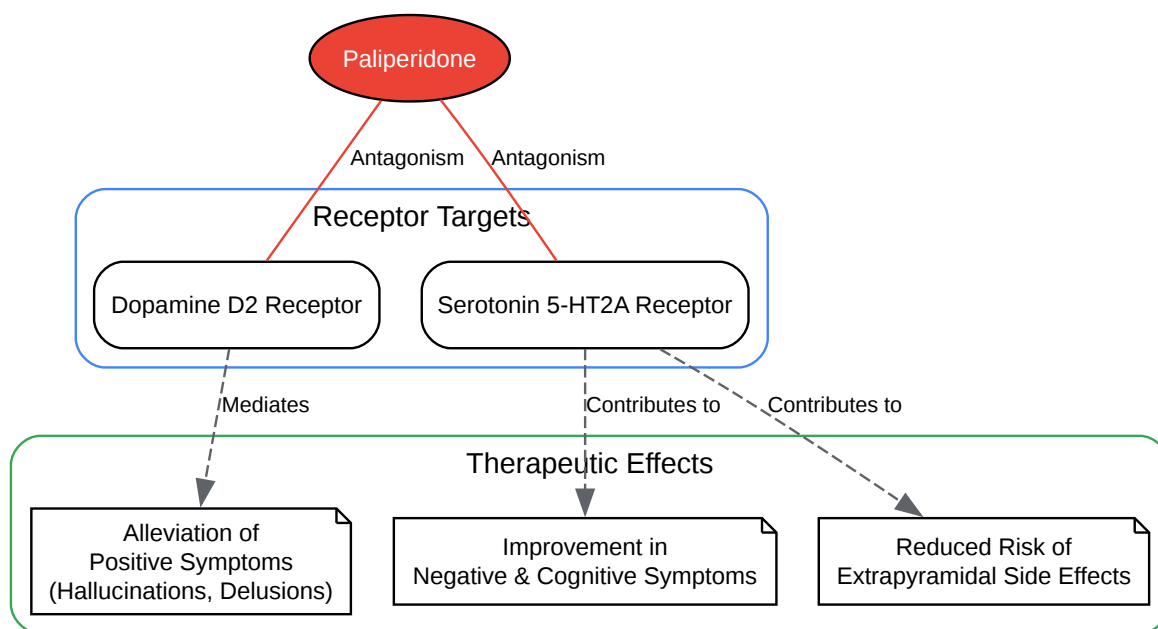 Paliperidone
Antagonism
Antagonism
Receptor Targets
Dopamine D2 Receptor
Serotonin 5-HT2A Receptor
Mediates
Contributes to
Contributes to
Therapeutic Effects
Alleviation of
Positive Symptoms
(Hallucinations, Delusions)
Improvement in
Negative & Cognitive Symptoms
Reduced Risk of
Extrapyramidal Side Effects